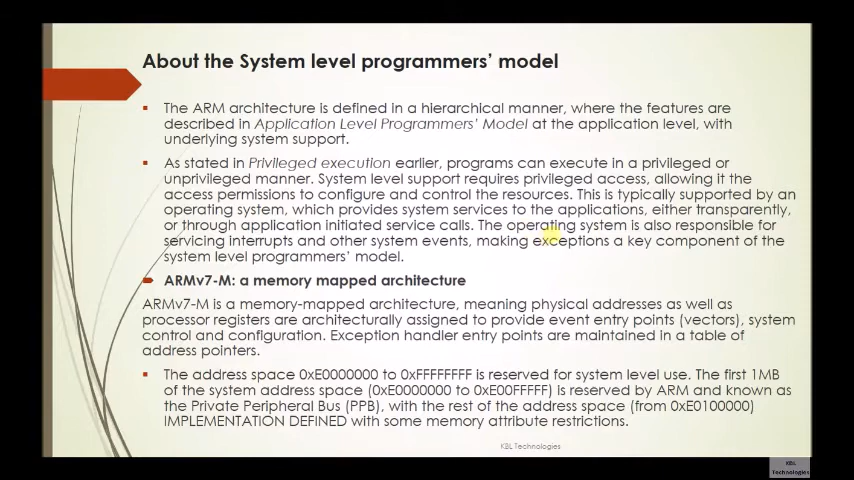 About the System level programmers' model
The ARM architecture is defined in a hierarchical manner, where the features are
described in Application Level Programmers' Model at the application level, with
underlying system support.
As stated in Privileged execution earlier, programs can execute in a privileged or
unprivileged manner. System level support requires privileged access, allowing it the
access permissions to configure and control the resources. This is typically supported by an
operating system, which provides system services to the applications, either transparently,
or through application initiated service calls. The operating system is also responsible for
servicing interrupts and other system events, making exceptions a key component of the
system level programmers' model.
ARMv7-M: a memory mapped architecture
ARMv7-M is a memory-mapped architecture, meaning physical addresses as well as
processor registers are architecturally assigned to provide event entry points (vectors), system
control and configuration. Exception handler entry points are maintained in a table of
address pointers.
The address space 0xE0000000 to 0xFFFFFFFF is reserved for system level use. The first 1MB
of the system address space (0xE0000000 to 0xE00FFFFF) is reserved by ARM and known as
the Private Peripheral Bus (PPB), with the rest of the address space (from 0xE0100000)
IMPLEMENTATION DEFINED with some memory attribute restrictions.
KBL Technologies
KBL
Technologies